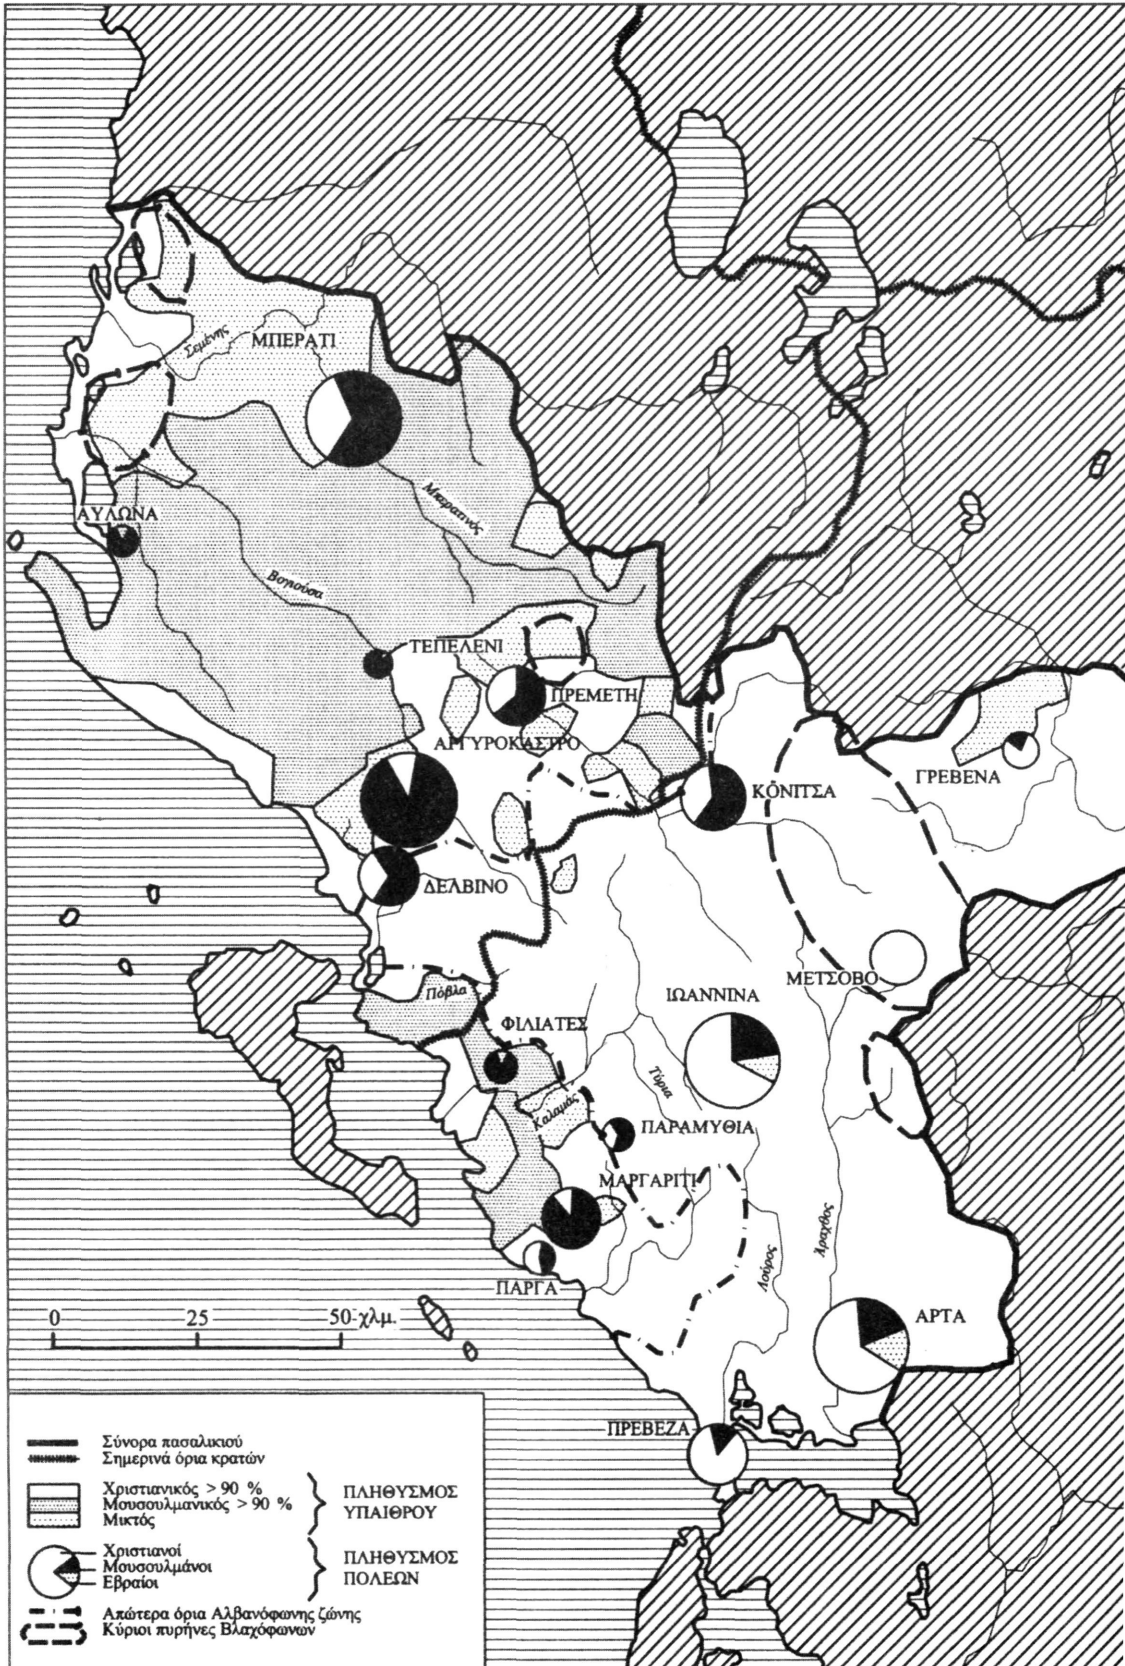 Σεμένης
ΜΠΕΡΑΤΙ
Μπερατινός
ΑΥΛΩΝΑ
Βογιούσα
ΤΕΠΕΛΕΝΙ
ΠΡΕΜΕΤΗ
ΑΡΓΥΡΟΚΑΣΤΡΟ
ΓΡΕΒΕΝΑ
ΚΟΝΙΤΣΑ
ΔΕΛΒΙΝΟ
ΜΕΤΣΟΒΟ
Πόβλα
ΙΩΑΝΝΙΝΑ
ΦΙΛΙΑΤΕΣ
Τύρια
Καλαμάς
ΠΑΡΑΜΥΘΙΑ
ΜΑΡΓΑΡΙΤΙ
Άραχθος
Λούρος
ΠΑΡΓΑ
0 25 50 χλμ.
ΑΡΤΑ
ΠΡΕΒΕΖΑ
Σύνορα πασαλικιού
Σημερινά όρια κρατών
Χριστιανικός > 90 %
Μουσουλμανικός > 90 %
Μικτός
ΠΛΗΘΥΣΜΟΣ
ΥΠΑΙΘΡΟΥ
Χριστιανοί
Μουσουλμάνοι
Εβραίοι
ΠΛΗΘΥΣΜΟΣ
ΠΟΛΕΩΝ
Απώτερα όρια Αλβανόφωνης ζώνης
Κύριοι πυρήνες Βλαχόφωνων